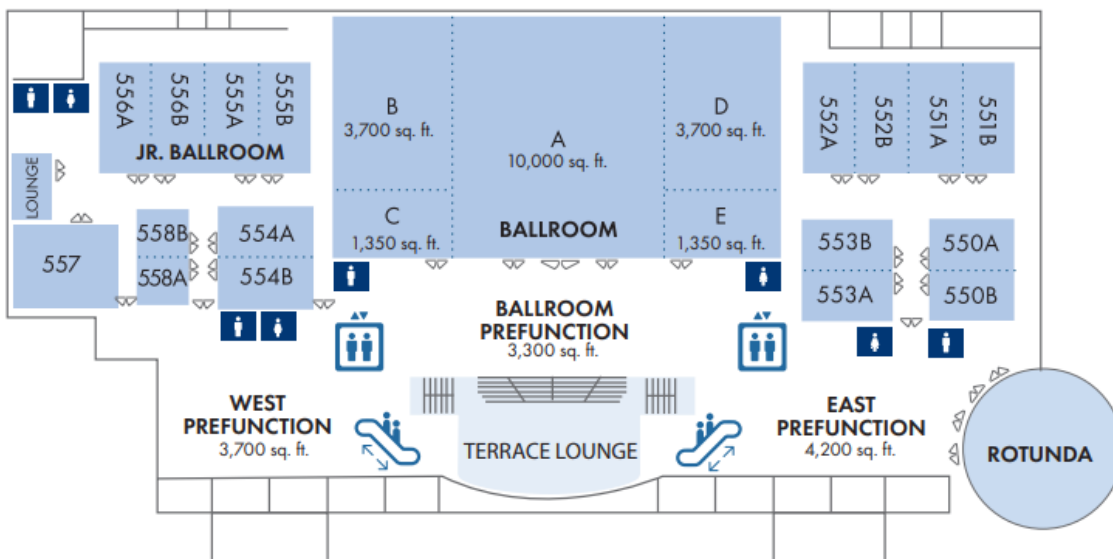 556A
556B
555A
555B
JR. BALLROOM
LOUNGE
557
558B
558A
554A
554B
B
3,700 sq. ft.
C
1,350 sq. ft.
A
10,000 sq. ft.
BALLROOM
D
3,700 sq. ft.
E
1,350 sq. ft.
552A
552B
551A
551B
553B
553A
550A
550B
BALLROOM
PREFUNCTION
3,300 sq. ft.
WEST
PREFUNCTION
3,700 sq. ft.
TERRACE LOUNGE
EAST
PREFUNCTION
4,200 sq. ft.
ROTUNDA